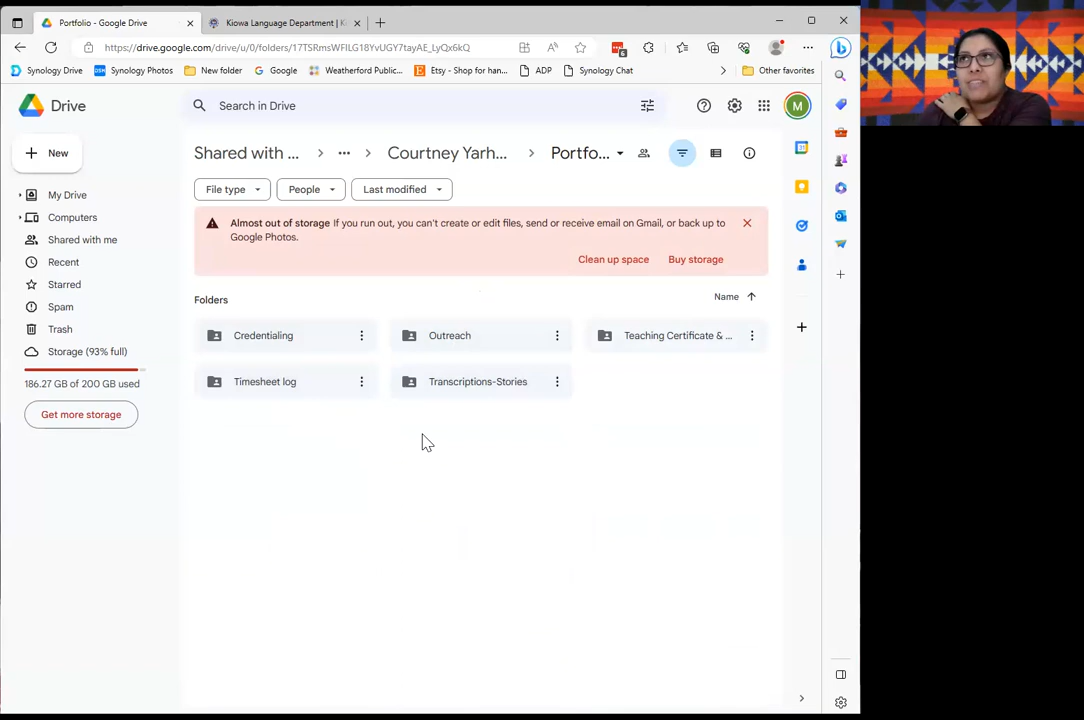 Portfolio - Google Drive
Kiowa Language Department | Ki
https://drive.google.com/drive/u/0/folders/17TSRmsWFILG18YvUGY7tayAE_LyQx6kQ
6
Synology Drive
DSM Synology Photos
New folder
Google
Weatherford Public...
Etsy - Shop for han...
ADP
Synology Chat
Other favorites
Drive
Search in Drive
M
New
Shared with ...
Courtney Yarh...
Portfo...
My Drive
File type
People
Last modified
Computers
Shared with me
Almost out of storage If you run out, you can't create or edit files, send or receive email on Gmail, or back up to
Google Photos.
Recent
Clean up space
Buy storage
Starred
Spam
Folders
Name
Trash
Credentialing
Outreach
Teaching Certificate & ...
Storage (93% full)
186.27 GB of 200 GB used
Timesheet log
Transcriptions-Stories
Get more storage